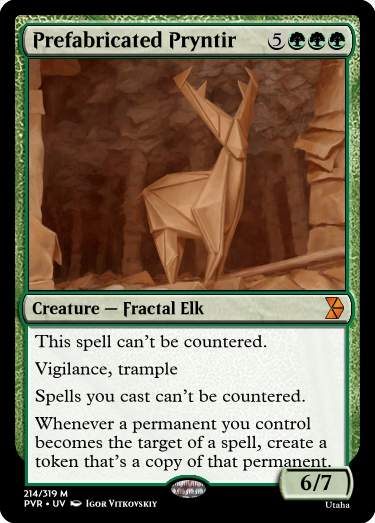 Prefabricated Pryntir 5
Creature — Fractal Elk
This spell can't be countered.
Vigilance, trample
Spells you cast can't be countered.
Whenever a permanent you control
becomes the target of a spell, create a
token that's a copy of that permanent.
6/7
214/319 M
PVR • UV Igor Vitkovskiy
Utaha